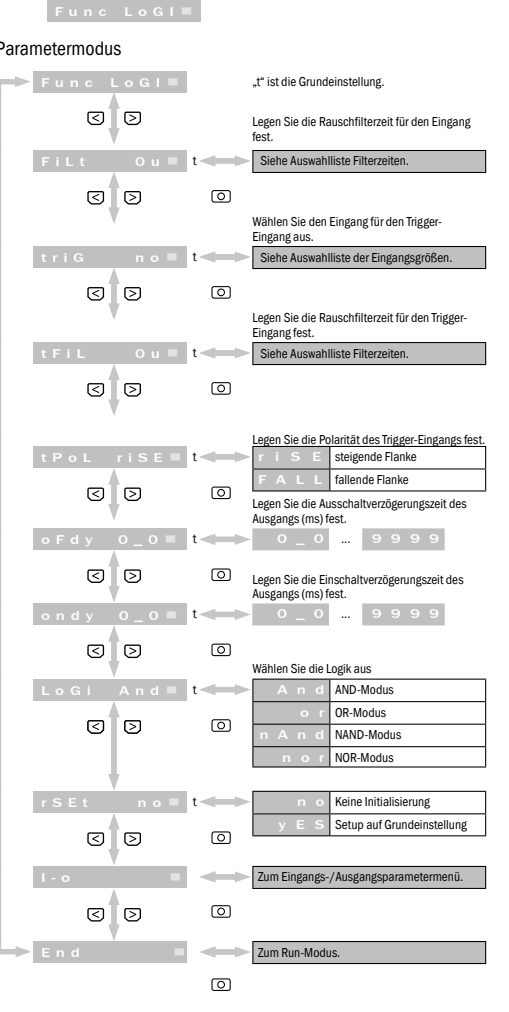 Func LoGI
Parametermodus
Func LoGI
„t“ ist die Grundeinstellung.
Legen Sie die Rauschfilterzeit für den Eingang
fest.
FiLt Ou t
Siehe Auswahlliste Filterzeiten.
Wählen Sie den Eingang für den Trigger-
Eingang aus.
triG no t
Siehe Auswahlliste der Eingangsgrößen.
Legen Sie die Rauschfilterzeit für den Trigger-
Eingang fest.
tFiL Ou t
Siehe Auswahlliste Filterzeiten.
Legen Sie die Polarität des Trigger-Eingangs fest.
tPoL riSE t
riSE steigende Flanke
FALL fallende Flanke
Legen Sie die Ausschaltverzögerungszeit des
Ausgangs (ms) fest.
oFdy 0_0 t
0_0 ... 9999
Legen Sie die Einschaltverzögerungszeit des
Ausgangs (ms) fest.
ondy 0_0 t
0_0 ... 9999
Wählen Sie die Logik aus
LoGi And t
And AND-Modus
or OR-Modus
nAnd NAND-Modus
nor NOR-Modus
rSEt no t
no Keine Initialisierung
yES Setup auf Grundeinstellung
I-o
Zum Eingangs-/Ausgangsparametermenü.
End
Zum Run-Modus.